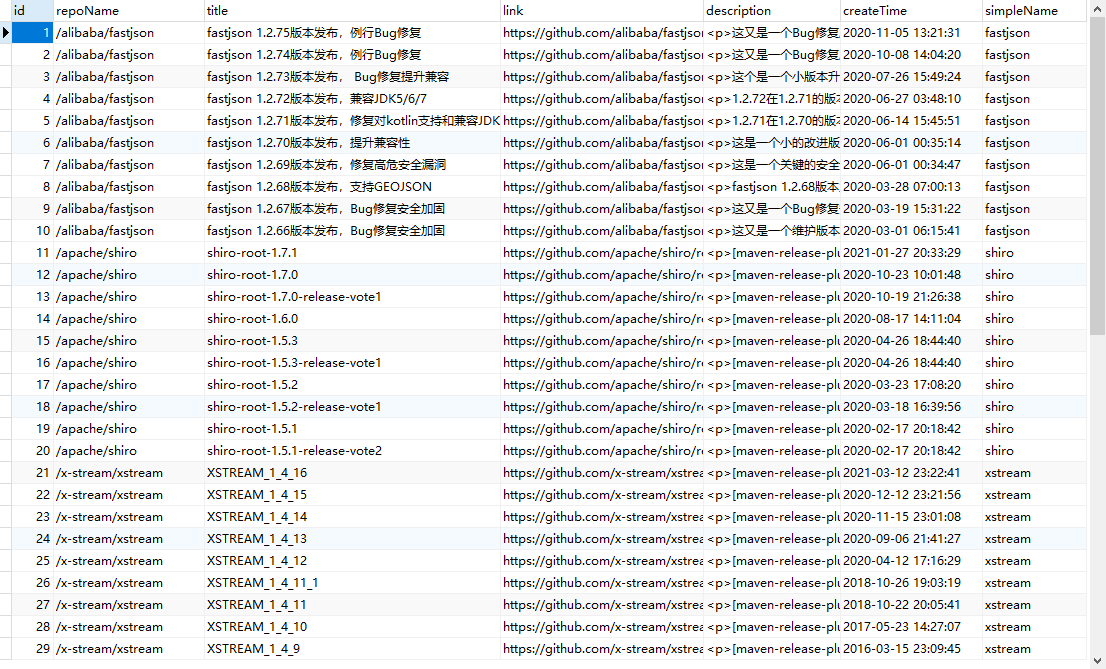 id repoName title link description createTime simpleName
1 /alibaba/fastjson fastjson 1.2.75版本发布，例行Bug修复 https://github.com/alibaba/fastjson <p>这又是一个Bug修复 2020-11-05 13:21:31 fastjson
2 /alibaba/fastjson fastjson 1.2.74版本发布，例行Bug修复 https://github.com/alibaba/fastjson <p>这又是一个Bug修复 2020-10-08 14:04:20 fastjson
3 /alibaba/fastjson fastjson 1.2.73版本发布， Bug修复提升兼容 https://github.com/alibaba/fastjson <p>这个是一个小版本升 2020-07-26 15:49:24 fastjson
4 /alibaba/fastjson fastjson 1.2.72版本发布，兼容JDK5/6/7 https://github.com/alibaba/fastjson <p>1.2.72在1.2.71的版本 2020-06-27 03:48:10 fastjson
5 /alibaba/fastjson fastjson 1.2.71版本发布，修复对kotlin支持和兼容JDK https://github.com/alibaba/fastjson <p>1.2.71在1.2.70的版本 2020-06-14 15:45:51 fastjson
6 /alibaba/fastjson fastjson 1.2.70版本发布，提升兼容性 https://github.com/alibaba/fastjson <p>这是一个小的改进版 2020-06-01 00:35:14 fastjson
7 /alibaba/fastjson fastjson 1.2.69版本发布，修复高危安全漏洞 https://github.com/alibaba/fastjson <p>这是一个关键的安全 2020-06-01 00:34:47 fastjson
8 /alibaba/fastjson fastjson 1.2.68版本发布，支持GEOJSON https://github.com/alibaba/fastjson <p>fastjson 1.2.68版本 2020-03-28 07:00:13 fastjson
9 /alibaba/fastjson fastjson 1.2.67版本发布，Bug修复安全加固 https://github.com/alibaba/fastjson <p>这又是一个Bug修复 2020-03-19 15:31:22 fastjson
10 /alibaba/fastjson fastjson 1.2.66版本发布，Bug修复安全加固 https://github.com/alibaba/fastjson <p>这又是一个维护版本 2020-03-01 06:15:41 fastjson
11 /apache/shiro shiro-root-1.7.1 https://github.com/apache/shiro/re <p>[maven-release-plu 2021-01-27 20:33:29 shiro
12 /apache/shiro shiro-root-1.7.0 https://github.com/apache/shiro/re <p>[maven-release-plu 2020-10-23 10:01:48 shiro
13 /apache/shiro shiro-root-1.7.0-release-vote1 https://github.com/apache/shiro/re <p>[maven-release-plu 2020-10-19 21:26:38 shiro
14 /apache/shiro shiro-root-1.6.0 https://github.com/apache/shiro/re <p>[maven-release-plu 2020-08-17 14:11:04 shiro
15 /apache/shiro shiro-root-1.5.3 https://github.com/apache/shiro/re <p>[maven-release-plu 2020-04-26 18:44:40 shiro
16 /apache/shiro shiro-root-1.5.3-release-vote1 https://github.com/apache/shiro/re <p>[maven-release-plu 2020-04-26 18:44:40 shiro
17 /apache/shiro shiro-root-1.5.2 https://github.com/apache/shiro/re <p>[maven-release-plu 2020-03-23 17:08:20 shiro
18 /apache/shiro shiro-root-1.5.2-release-vote1 https://github.com/apache/shiro/re <p>[maven-release-plu 2020-03-18 16:39:56 shiro
19 /apache/shiro shiro-root-1.5.1 https://github.com/apache/shiro/re <p>[maven-release-plu 2020-02-17 20:18:42 shiro
20 /apache/shiro shiro-root-1.5.1-release-vote2 https://github.com/apache/shiro/re <p>[maven-release-plu 2020-02-17 20:18:42 shiro
21 /x-stream/xstream XSTREAM_1_4_16 https://github.com/x-stream/xstrea <p>[maven-release-plu 2021-03-12 23:22:41 xstream
22 /x-stream/xstream XSTREAM_1_4_15 https://github.com/x-stream/xstrea <p>[maven-release-plu 2020-12-12 23:21:56 xstream
23 /x-stream/xstream XSTREAM_1_4_14 https://github.com/x-stream/xstrea <p>[maven-release-plu 2020-11-15 23:01:08 xstream
24 /x-stream/xstream XSTREAM_1_4_13 https://github.com/x-stream/xstrea <p>[maven-release-plu 2020-09-06 21:41:27 xstream
25 /x-stream/xstream XSTREAM_1_4_12 https://github.com/x-stream/xstrea <p>[maven-release-plu 2020-04-12 17:16:29 xstream
26 /x-stream/xstream XSTREAM_1_4_11_1 https://github.com/x-stream/xstrea <p>[maven-release-plu 2018-10-26 19:03:19 xstream
27 /x-stream/xstream XSTREAM_1_4_11 https://github.com/x-stream/xstrea <p>[maven-release-plu 2018-10-22 20:05:41 xstream
28 /x-stream/xstream XSTREAM_1_4_10 https://github.com/x-stream/xstrea <p>[maven-release-plu 2017-05-23 14:27:07 xstream
29 /x-stream/xstream XSTREAM_1_4_9 https://github.com/x-stream/xstrea <p>[maven-release-plu 2016-03-15 23:09:45 xstream